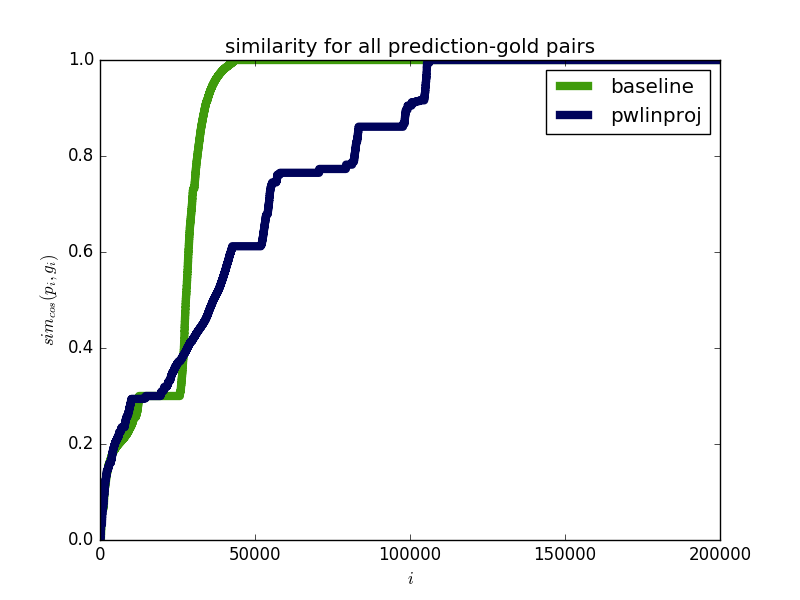 similarity for all prediction-gold pairs
baseline
pwlinproj
1.0
0.8
0.6
0.4
0.2
0.0
sim_cos(p_i, g_i)
0 50000 100000 150000 200000
i